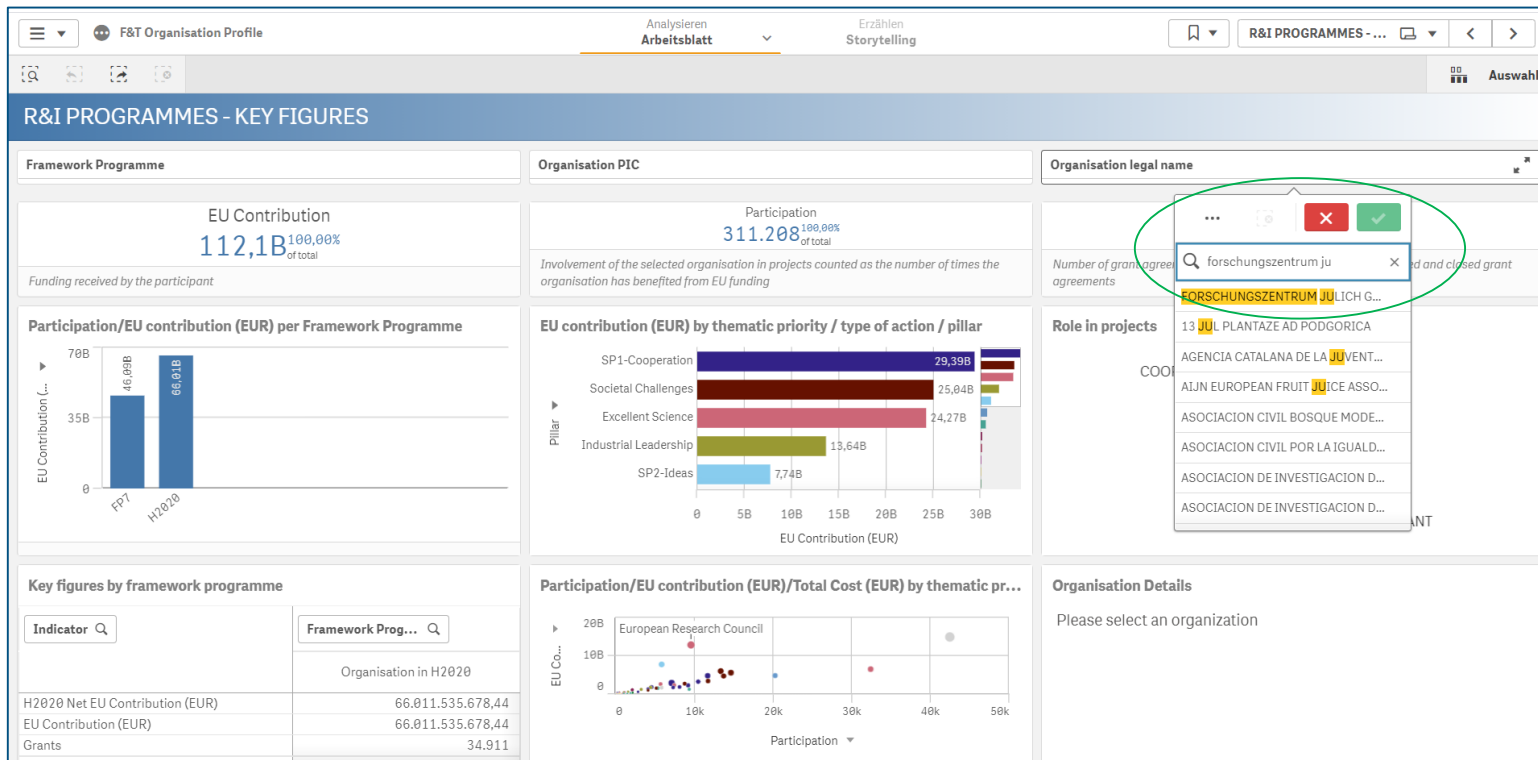 F&T Organisation Profile
Analysieren
Arbeitsblatt
Erzählen
Storytelling
R&I PROGRAMMES - ...
Auswahl
R&I PROGRAMMES - KEY FIGURES
Framework Programme
Organisation PIC
Organisation legal name
EU Contribution
112,1B 100,00%
of total
Funding received by the participant
Participation
311.208 100,00%
of total
Involvement of the selected organisation in projects counted as the number of times the
organisation has benefited from EU funding
Number of grant agre
ed and closed grant
agreements
...
forschungszentrum ju
FORSCHUNGSZENTRUM JULICH G...
13 JUL PLANTAZE AD PODGORICA
AGENCIA CATALANA DE LA JUVENT...
AIJN EUROPEAN FRUIT JUICE ASSO...
ASOCIACION CIVIL BOSQUE MODE...
ASOCIACION CIVIL POR LA IGUALD...
ASOCIACION DE INVESTIGACION D...
ASOCIACION DE INVESTIGACION D...
Participation/EU contribution (EUR) per Framework Programme
EU Contribution (...
70B
35B
0
46,09B
66,01B
FP7
H2020
EU contribution (EUR) by thematic priority / type of action / pillar
Pillar
SP1-Cooperation
29,39B
Societal Challenges
25,04B
Excellent Science
24,27B
Industrial Leadership
13,64B
SP2-Ideas
7,74B
0 5B 10B 15B 20B 25B 30B
EU Contribution (EUR)
Role in projects
COO
ANT
Key figures by framework programme
Indicator
Framework Prog...
Organisation in H2020
H2020 Net EU Contribution (EUR) 66.011.535.678,44
EU Contribution (EUR) 66.011.535.678,44
Grants 34.911
Participation/EU contribution (EUR)/Total Cost (EUR) by thematic pr...
EU Co...
20B
10B
0
European Research Council
0 10k 20k 30k 40k 50k
Participation
Organisation Details
Please select an organization